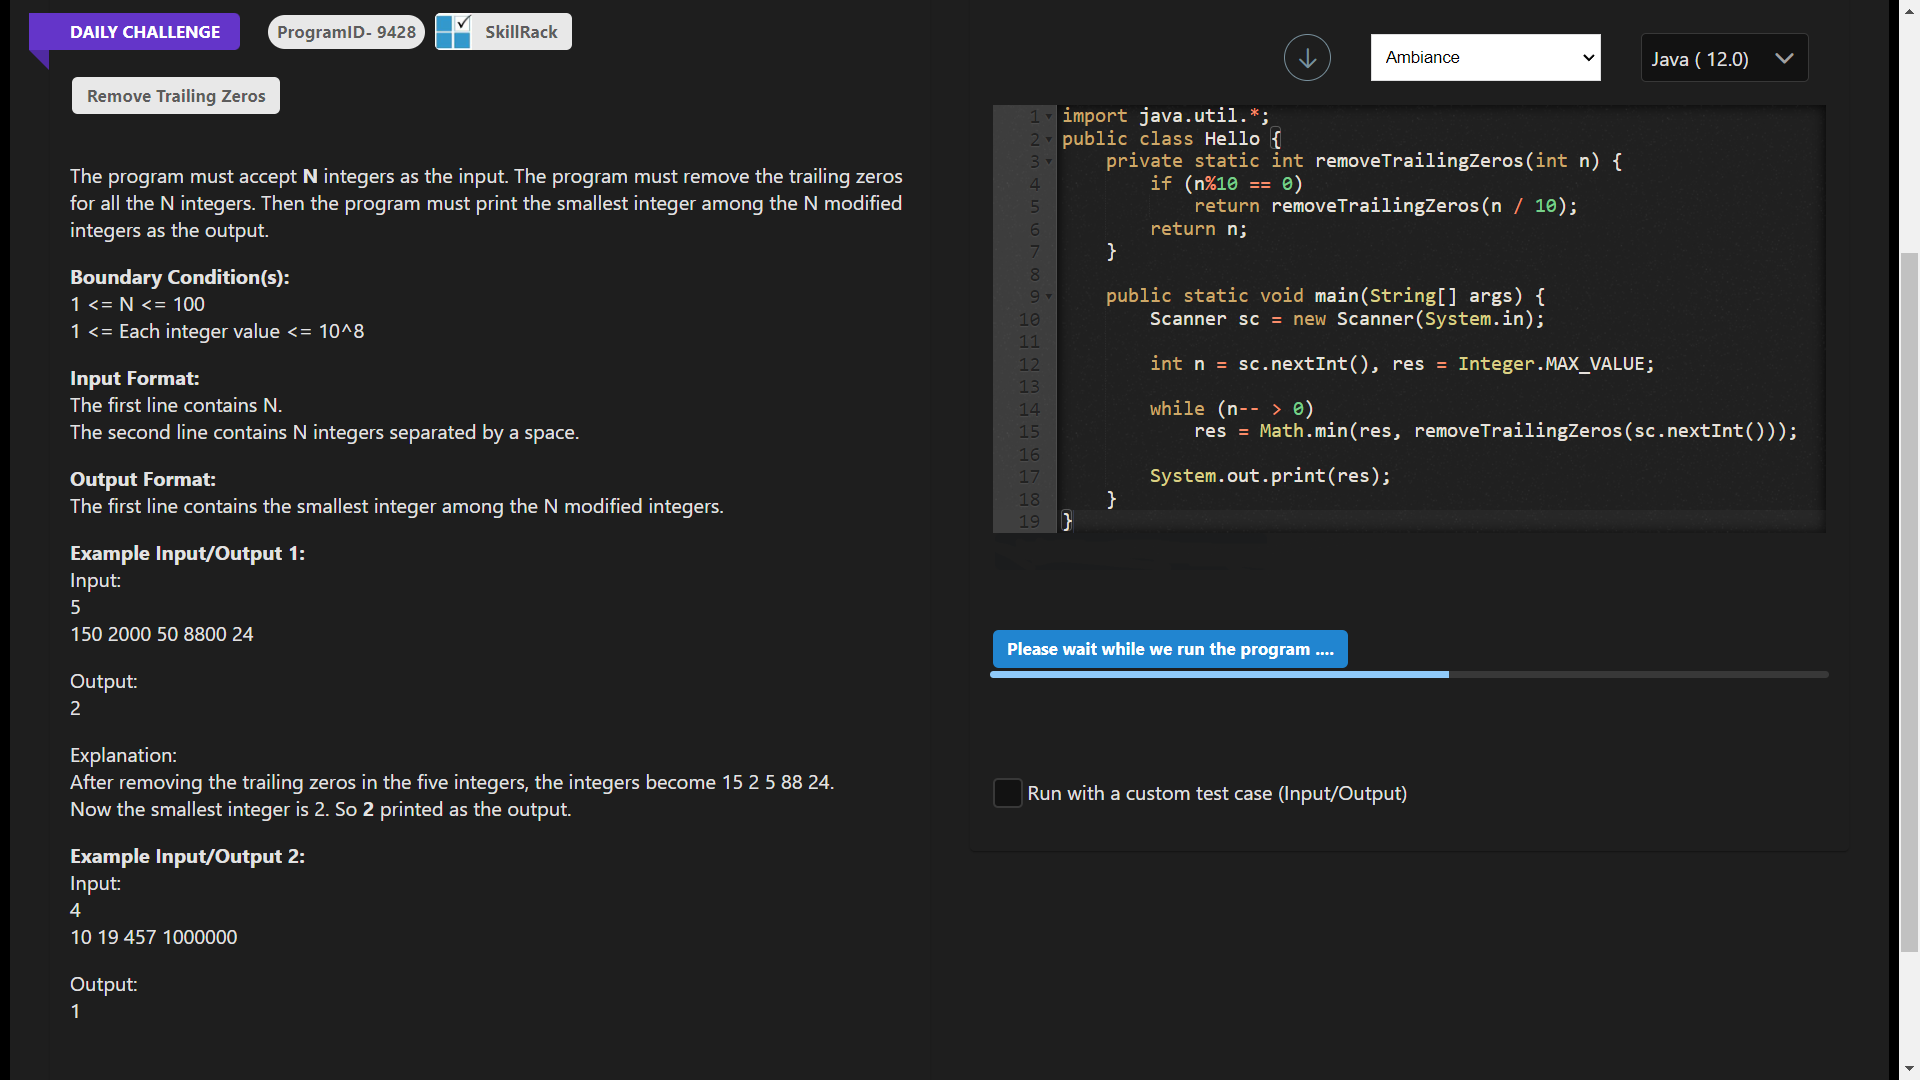 DAILY CHALLENGE
ProgramID- 9428
SkillRack
Remove Trailing Zeros
The program must accept N integers as the input. The program must remove the trailing zeros
for all the N integers. Then the program must print the smallest integer among the N modified
integers as the output.
Boundary Condition(s):
1 <= N <= 100
1 <= Each integer value <= 10^8
Input Format:
The first line contains N.
The second line contains N integers separated by a space.
Output Format:
The first line contains the smallest integer among the N modified integers.
Example Input/Output 1:
Input:
5
150 2000 50 8800 24
Output:
2
Explanation:
After removing the trailing zeros in the five integers, the integers become 15 2 5 88 24.
Now the smallest integer is 2. So 2 printed as the output.
Example Input/Output 2:
Input:
4
10 19 457 1000000
Output:
1
Ambiance
Java ( 12.0)
1 import java.util.*;
2 public class Hello {
3     private static int removeTrailingZeros(int n) {
4         if (n%10 == 0)
5             return removeTrailingZeros(n / 10);
6         return n;
7     }
8
9     public static void main(String[] args) {
10         Scanner sc = new Scanner(System.in);
11
12         int n = sc.nextInt(), res = Integer.MAX_VALUE;
13
14         while (n-- > 0)
15             res = Math.min(res, removeTrailingZeros(sc.nextInt()));
16
17         System.out.print(res);
18     }
19 }
Please wait while we run the program ....
Run with a custom test case (Input/Output)